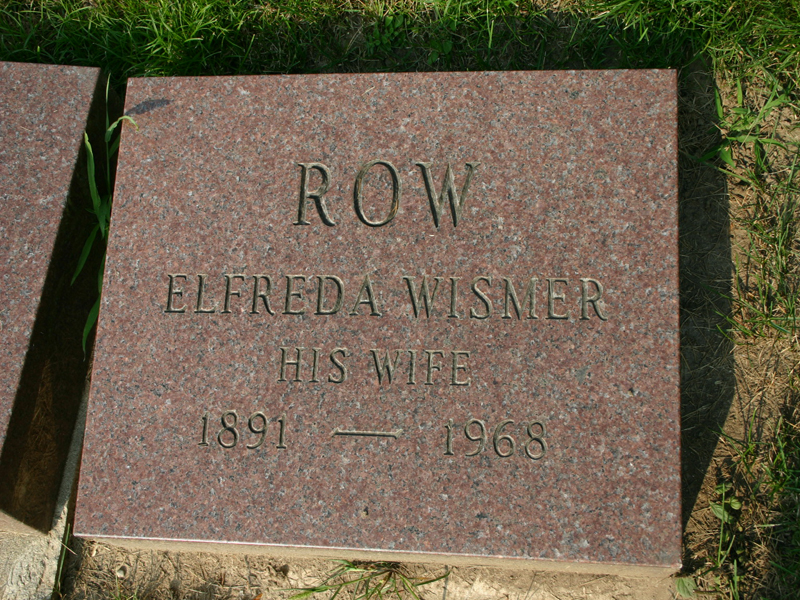 ROW
ELFREDA WISMER
HIS WIFE
1891 — 1968